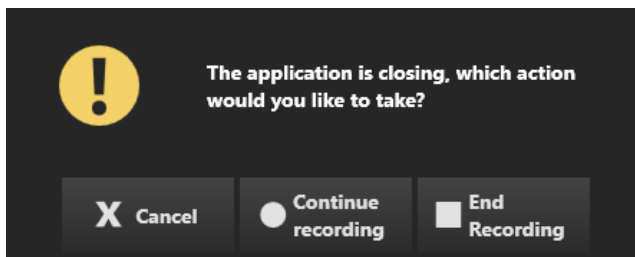 The application is closing, which action
would you like to take?
X Cancel
Continue
recording
End
Recording